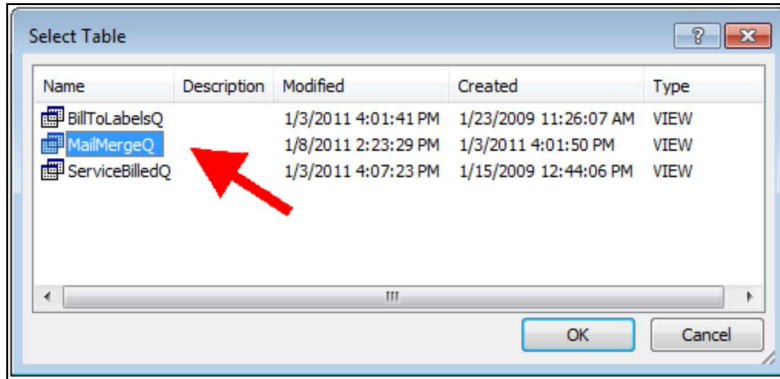 Select Table
Name Description Modified Created Type
BillToLabelsQ 1/3/2011 4:01:41 PM 1/23/2009 11:26:07 AM VIEW
MailMergeQ 1/8/2011 2:23:29 PM 1/3/2011 4:01:50 PM VIEW
ServiceBilledQ 1/3/2011 4:07:23 PM 1/15/2009 12:44:06 PM VIEW
OK Cancel